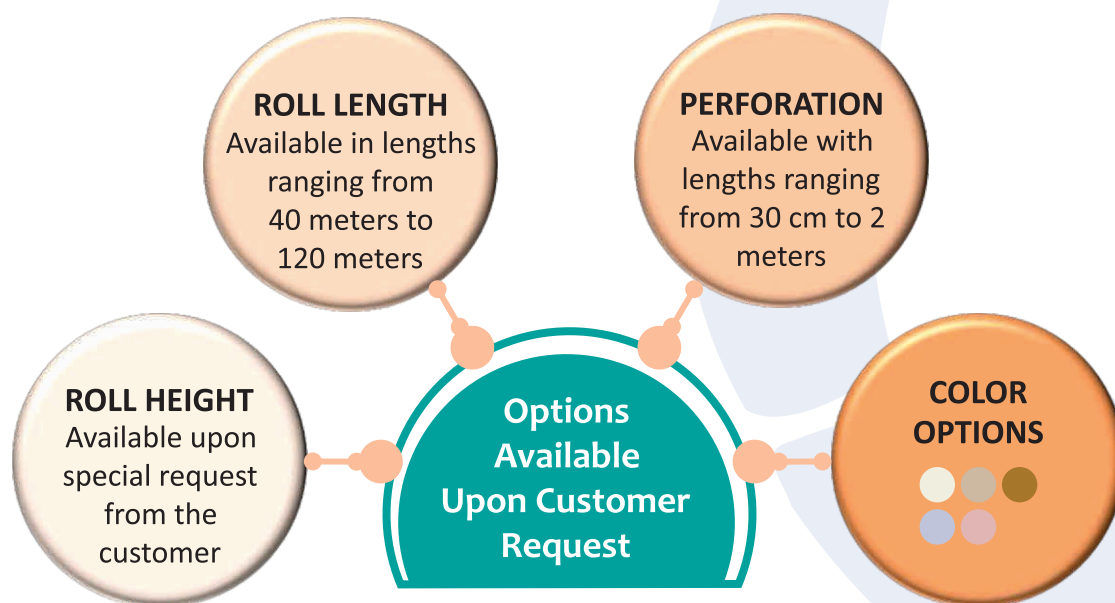 ROLL LENGTH
Available in lengths
ranging from
40 meters to
120 meters
PERFORATION
Available with
lengths ranging
from 30 cm to 2
meters
ROLL HEIGHT
Available upon
special request
from the
customer
Options
Available
Upon Customer
Request
COLOR
OPTIONS